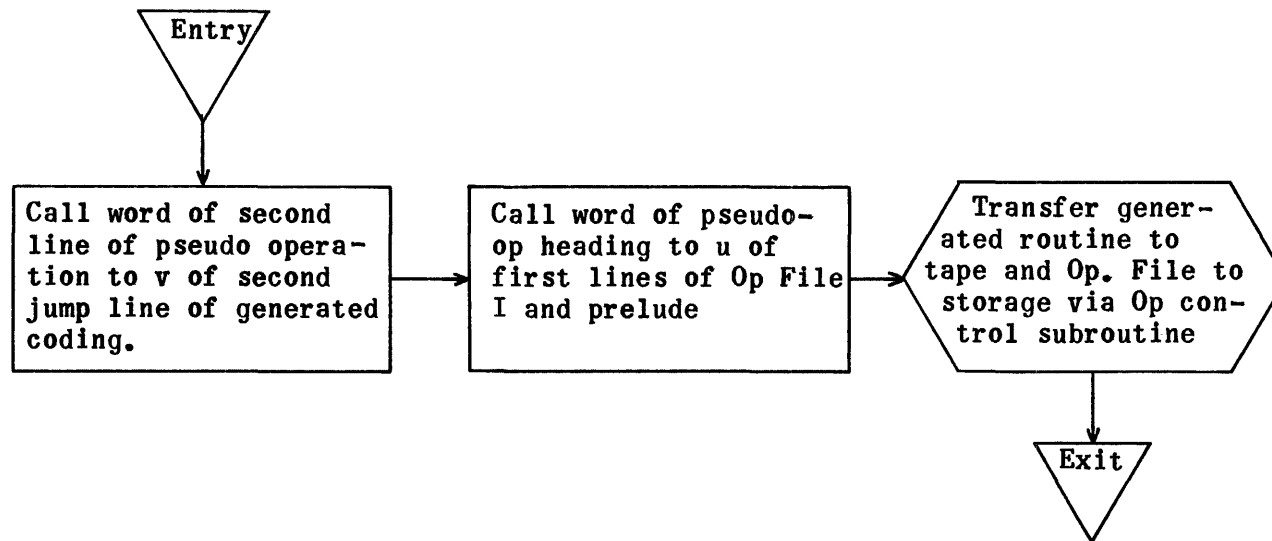 Entry
Call word of second
line of pseudo opera-
tion to v of second
jump line of generated
coding.
Call word of pseudo-
op heading to u of
first lines of Op File
I and prelude
Transfer gener-
ated routine to
tape and Op. File to
storage via Op con-
trol subroutine
Exit